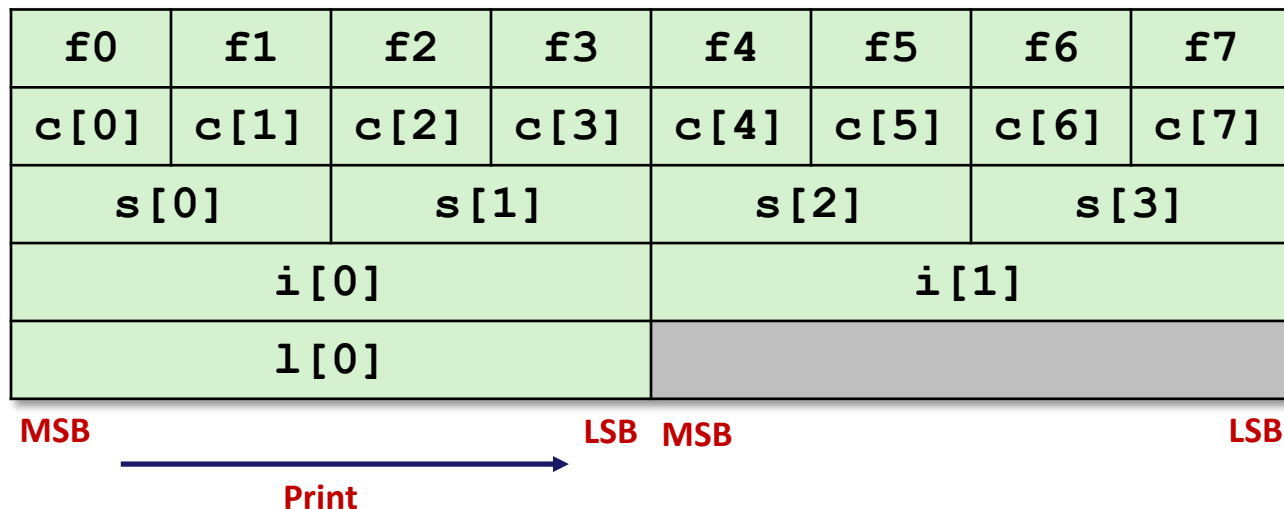 f0 f1 f2 f3 f4 f5 f6 f7
c[0] c[1] c[2] c[3] c[4] c[5] c[6] c[7]
s[0] s[1] s[2] s[3]
i[0] i[1]
l[0]
MSB LSB MSB LSB
Print